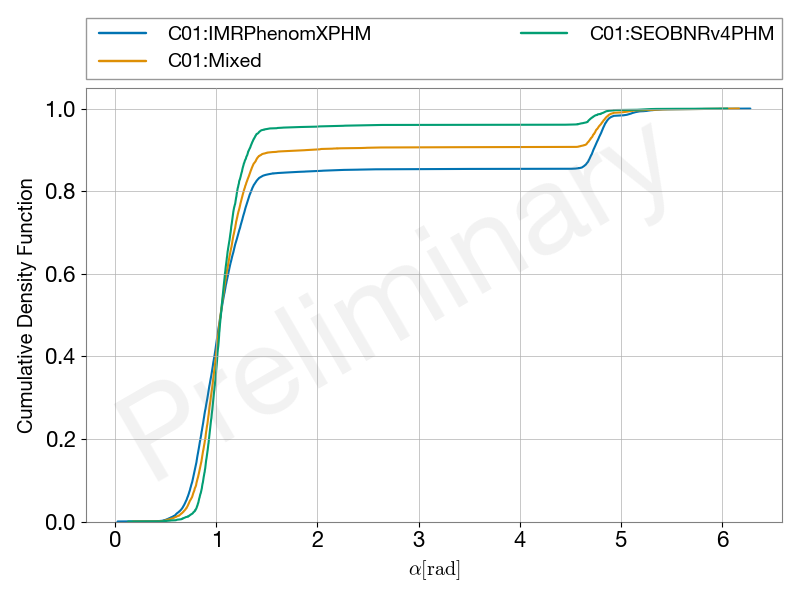 C01:IMRPhenomXPHM
C01:Mixed
C01:SEOBNRv4PHM
Cumulative Density Function
1.0
0.8
0.6
0.4
0.2
0.0
Preliminary
0 1 2 3 4 5 6
α[rad]